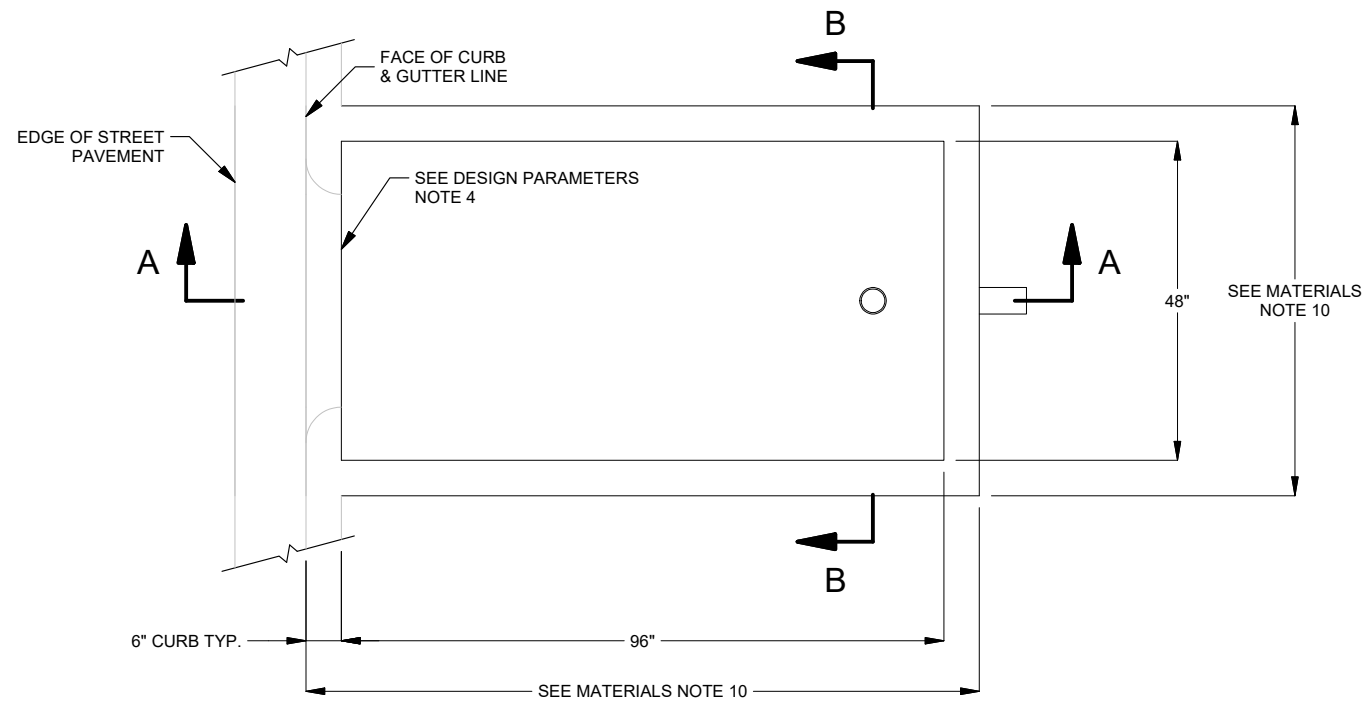 B
FACE OF CURB
& GUTTER LINE
EDGE OF STREET
PAVEMENT
SEE DESIGN PARAMETERS
NOTE 4
A
A
48"
SEE MATERIALS
NOTE 10
B
6" CURB TYP.
96"
SEE MATERIALS NOTE 10